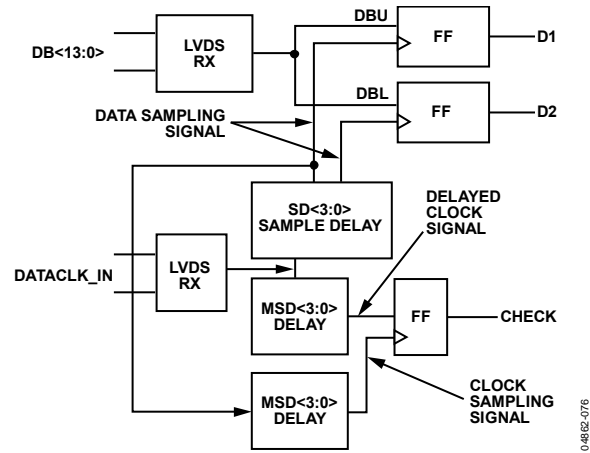 DBU
LVDS
RX
FF
D1
DB<13:0>
DBL
FF
D2
DATA SAMPLING
SIGNAL
SD<3:0>
SAMPLE DELAY
DELAYED
CLOCK
SIGNAL
DATACLK_IN
LVDS
RX
MSD<3:0>
DELAY
FF
CHECK
MSD<3:0>
DELAY
CLOCK
SAMPLING
SIGNAL
04862-076